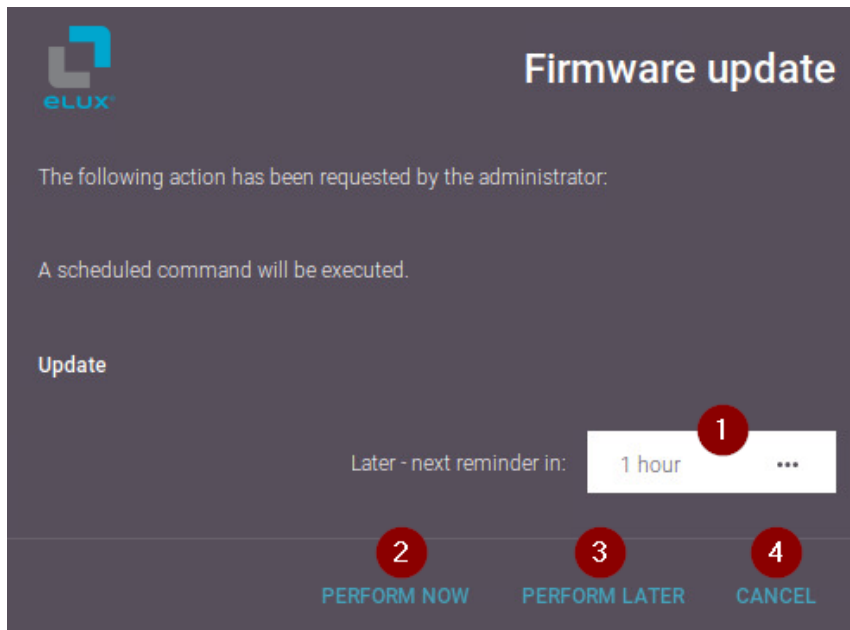 Firmware update
eLUX®
The following action has been requested by the administrator:
A scheduled command will be executed.
Update
1
Later - next reminder in: 1 hour •••
2 3 4
PERFORM NOW PERFORM LATER CANCEL